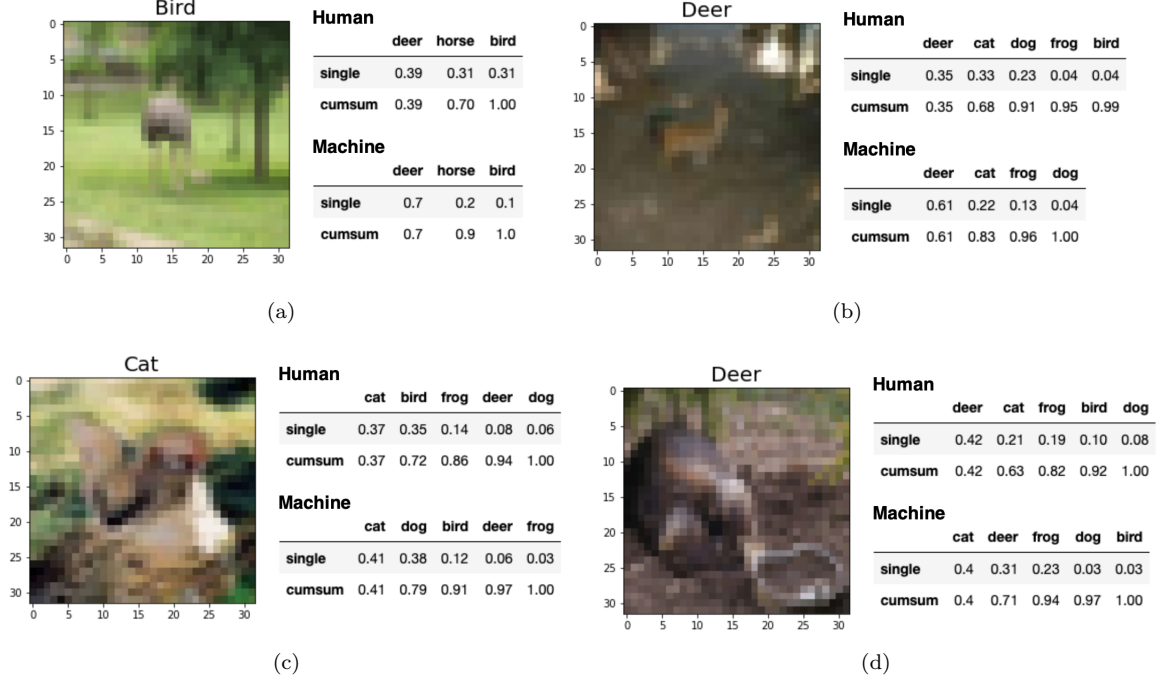 Bird
0
5
10
15
20
25
30
0 5 10 15 20 25 30
Human
deer horse bird
single 0.39 0.31 0.31
cumsum 0.39 0.70 1.00
Machine
deer horse bird
single 0.7 0.2 0.1
cumsum 0.7 0.9 1.0
(a)
Deer
0
5
10
15
20
25
30
0 5 10 15 20 25 30
Human
deer cat dog frog bird
single 0.35 0.33 0.23 0.04 0.04
cumsum 0.35 0.68 0.91 0.95 0.99
Machine
deer cat frog dog
single 0.61 0.22 0.13 0.04
cumsum 0.61 0.83 0.96 1.00
(b)
Cat
0
5
10
15
20
25
30
0 5 10 15 20 25 30
Human
cat bird frog deer dog
single 0.37 0.35 0.14 0.08 0.06
cumsum 0.37 0.72 0.86 0.94 1.00
Machine
cat dog bird deer frog
single 0.41 0.38 0.12 0.06 0.03
cumsum 0.41 0.79 0.91 0.97 1.00
(c)
Deer
0
5
10
15
20
25
30
0 5 10 15 20 25 30
Human
deer cat frog bird dog
single 0.42 0.21 0.19 0.10 0.08
cumsum 0.42 0.63 0.82 0.92 1.00
Machine
cat deer frog dog bird
single 0.4 0.31 0.23 0.03 0.03
cumsum 0.4 0.71 0.94 0.97 1.00
(d)